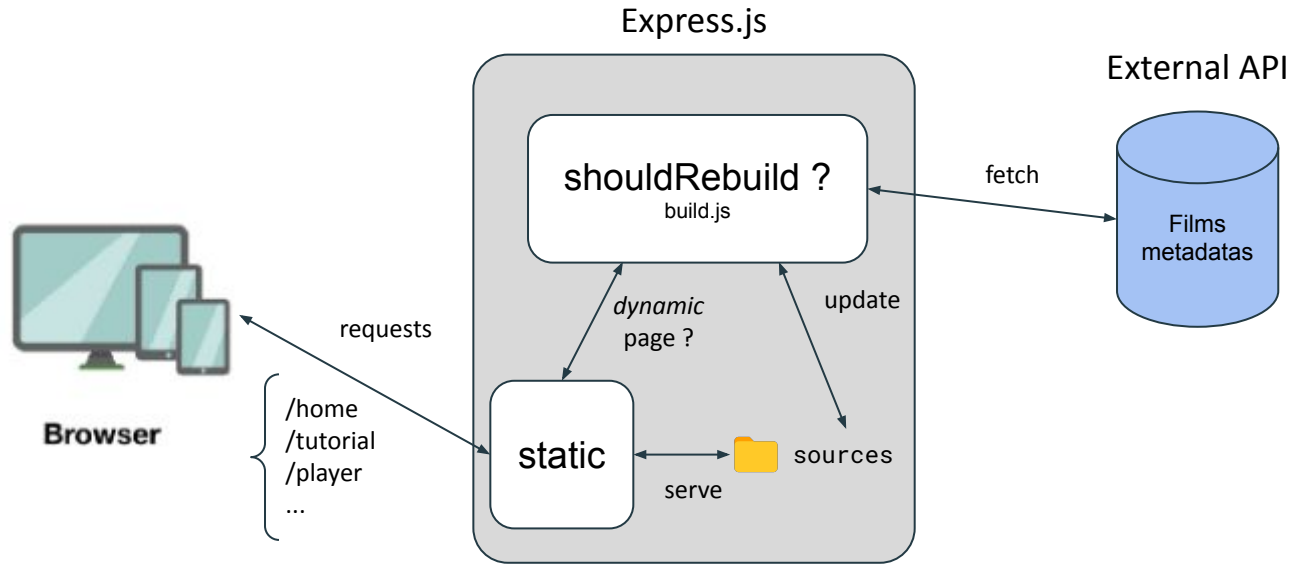 Express.js
External API
shouldRebuild ?
build.js
fetch
Films
metadatas
dynamic
page ?
update
requests
Browser
/home
/tutorial
/player
...
static
serve
sources